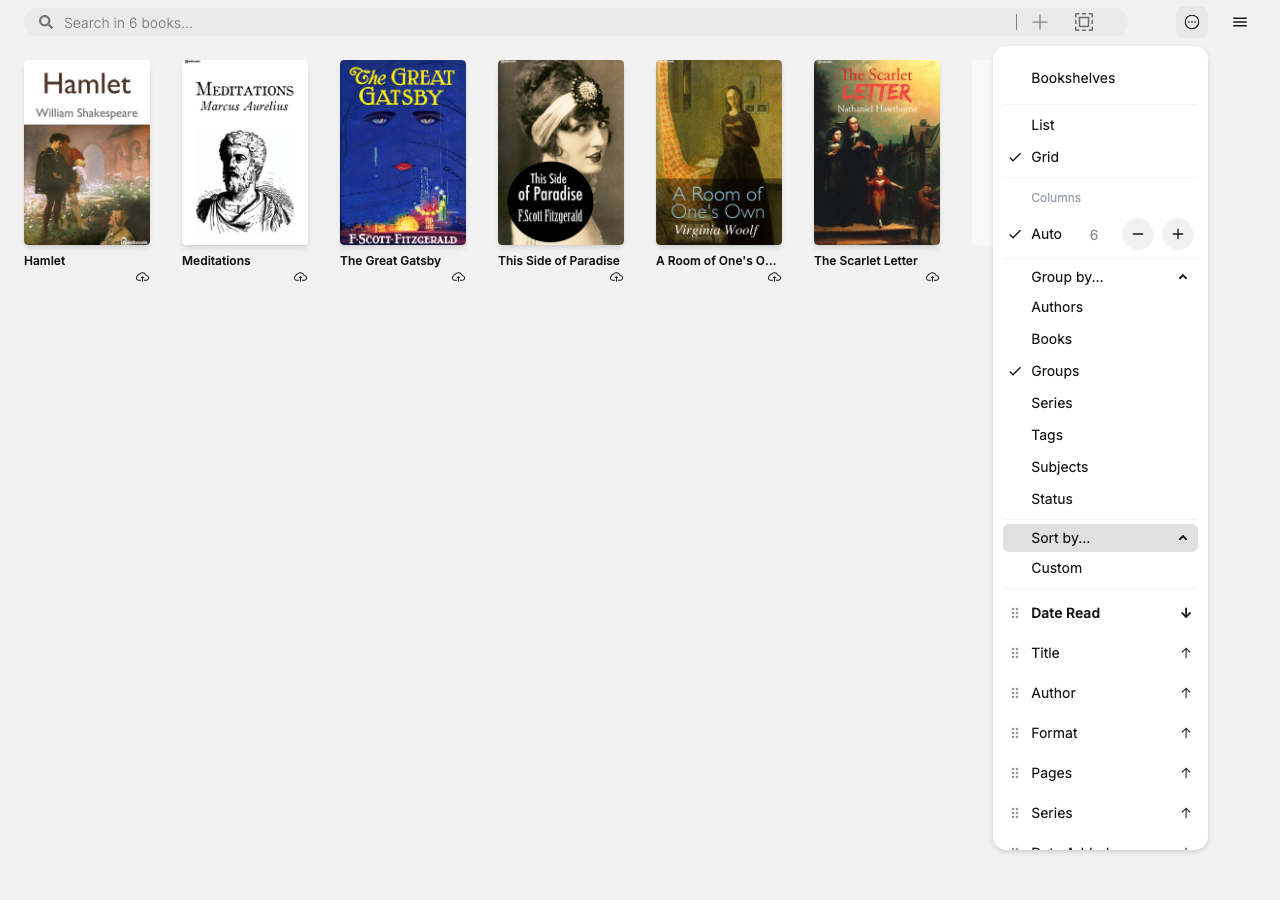 Search in 6 books...
Hamlet
William Shakespeare
MEDITATIONS
Marcus Aurelius
The GREAT
GATSBY
F·SCOTT·FITZGERALD
This Side
of Paradise
F.Scott Fitzgerald
A Room of
One's Own
Virginia Woolf
The Scarlet
LETTER
Nathaniel Hawthorne
Hamlet
Meditations
The Great Gatsby
This Side of Paradise
A Room of One's O...
The Scarlet Letter
Bookshelves
List
Grid
Columns
Auto 6
Group by...
Authors
Books
Groups
Series
Tags
Subjects
Status
Sort by...
Custom
Date Read
Title
Author
Format
Pages
Series
Date Added